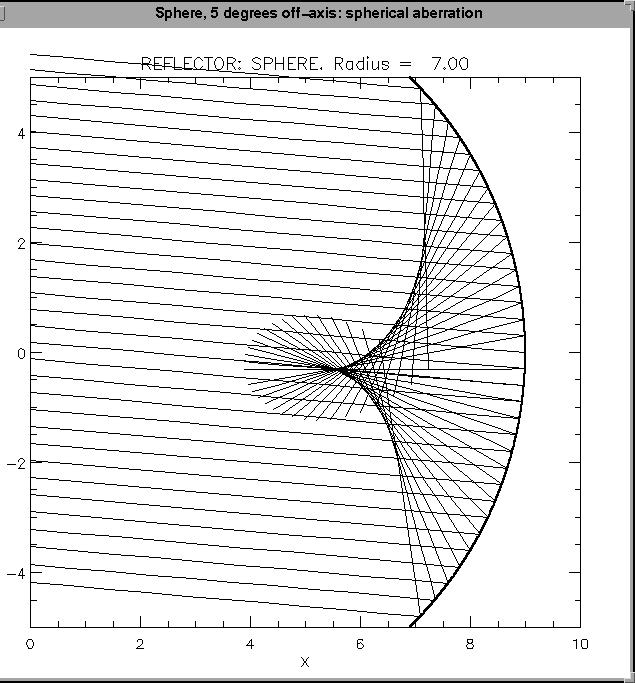 Sphere, 5 degrees off-axis: spherical aberration
REFLECTOR: SPHERE. Radius = 7.00
4
2
0
-2
-4
0 2 4 6 8 10
X